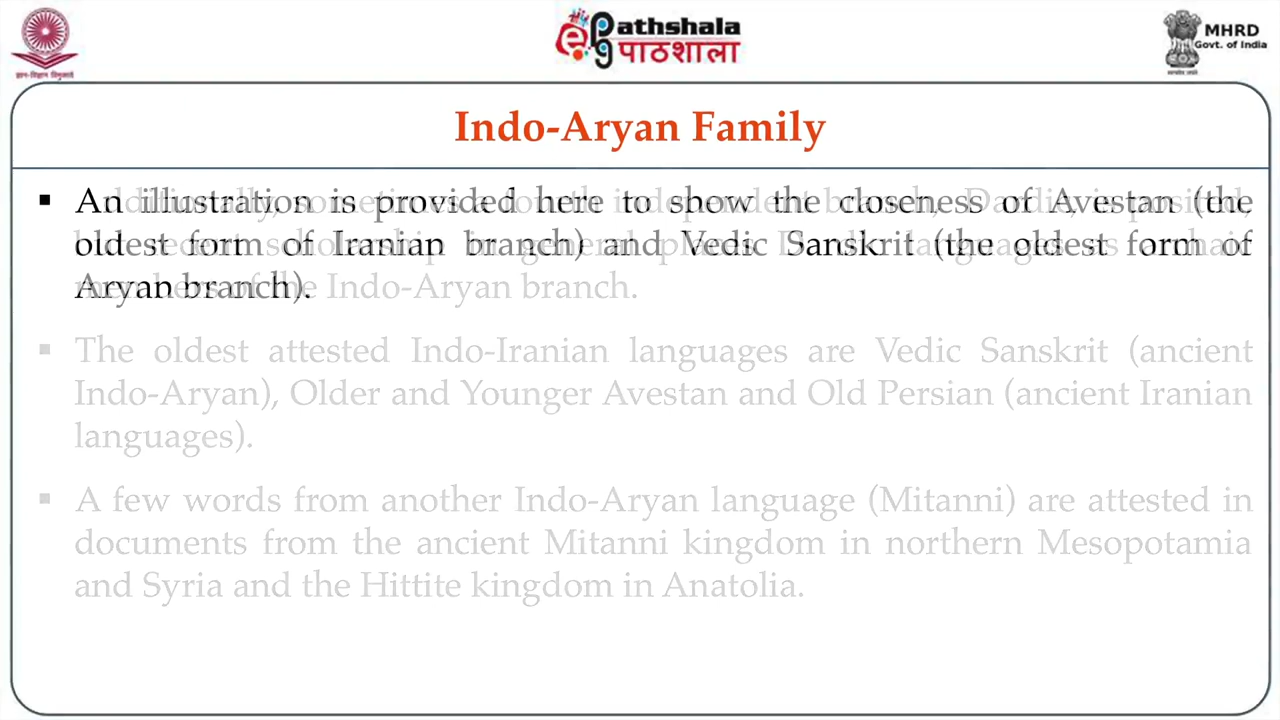 ePathshala
पाठशाला
MHRD
Govt. of India
ज्ञान-विज्ञान विमुक्तये
Indo-Aryan Family
▪ An illustration is provided here to show the closeness of Avestan (the
oldest form of Iranian branch) and Vedic Sanskrit (the oldest form of
Aryan branch).
the Indo-Aryan branch.
▪ The oldest attested Indo-Iranian languages are Vedic Sanskrit (ancient
Indo-Aryan), Older and Younger Avestan and Old Persian (ancient Iranian
languages).
▪ A few words from another Indo-Aryan language (Mitanni) are attested in
documents from the ancient Mitanni kingdom in northern Mesopotamia
and Syria and the Hittite kingdom in Anatolia.